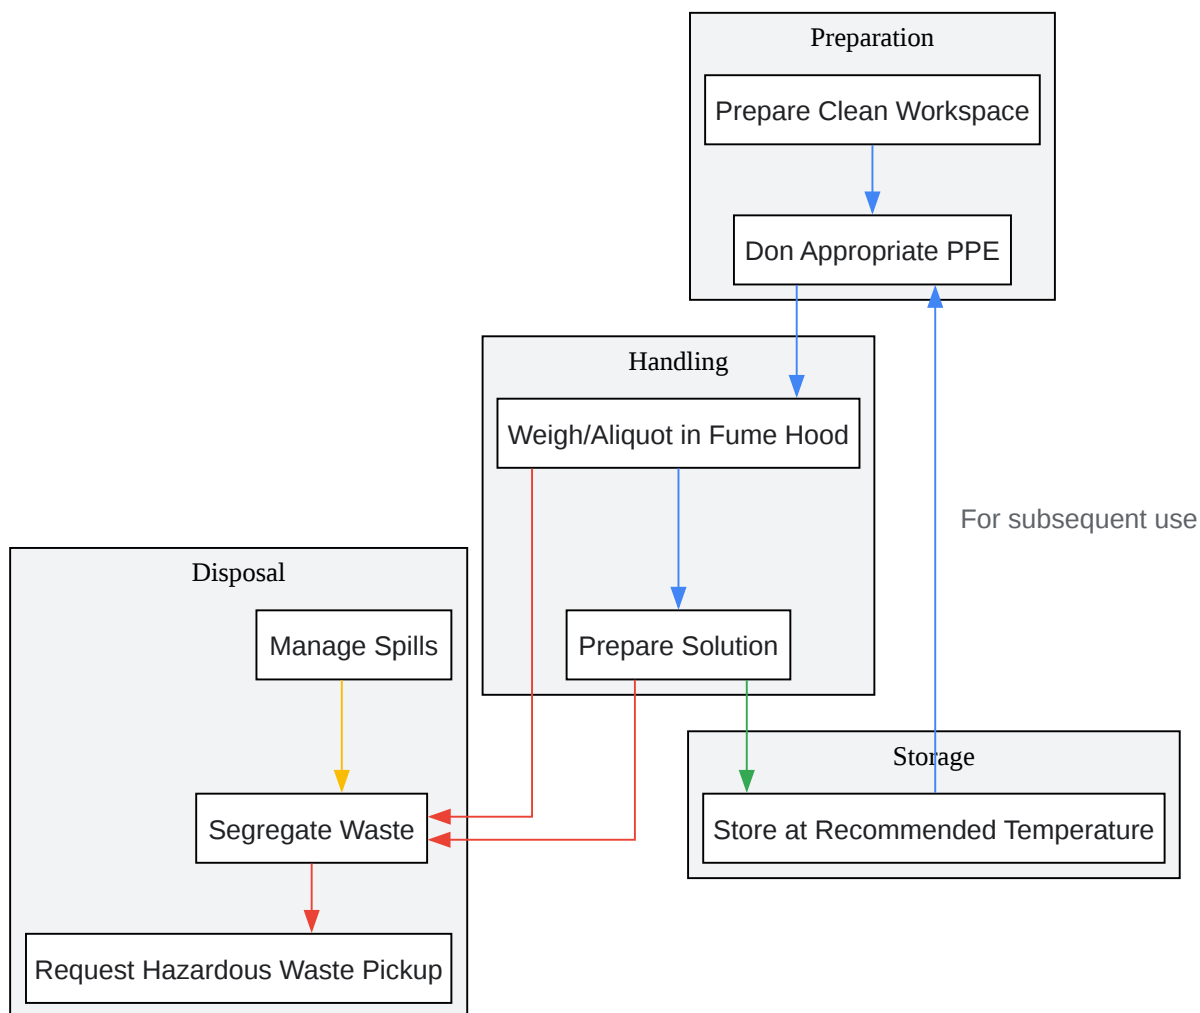 Preparation
Prepare Clean Workspace
Don Appropriate PPE
Handling
Weigh/Aliquot in Fume Hood
For subsequent use
Disposal
Manage Spills
Prepare Solution
Storage
Segregate Waste
Store at Recommended Temperature
Request Hazardous Waste Pickup